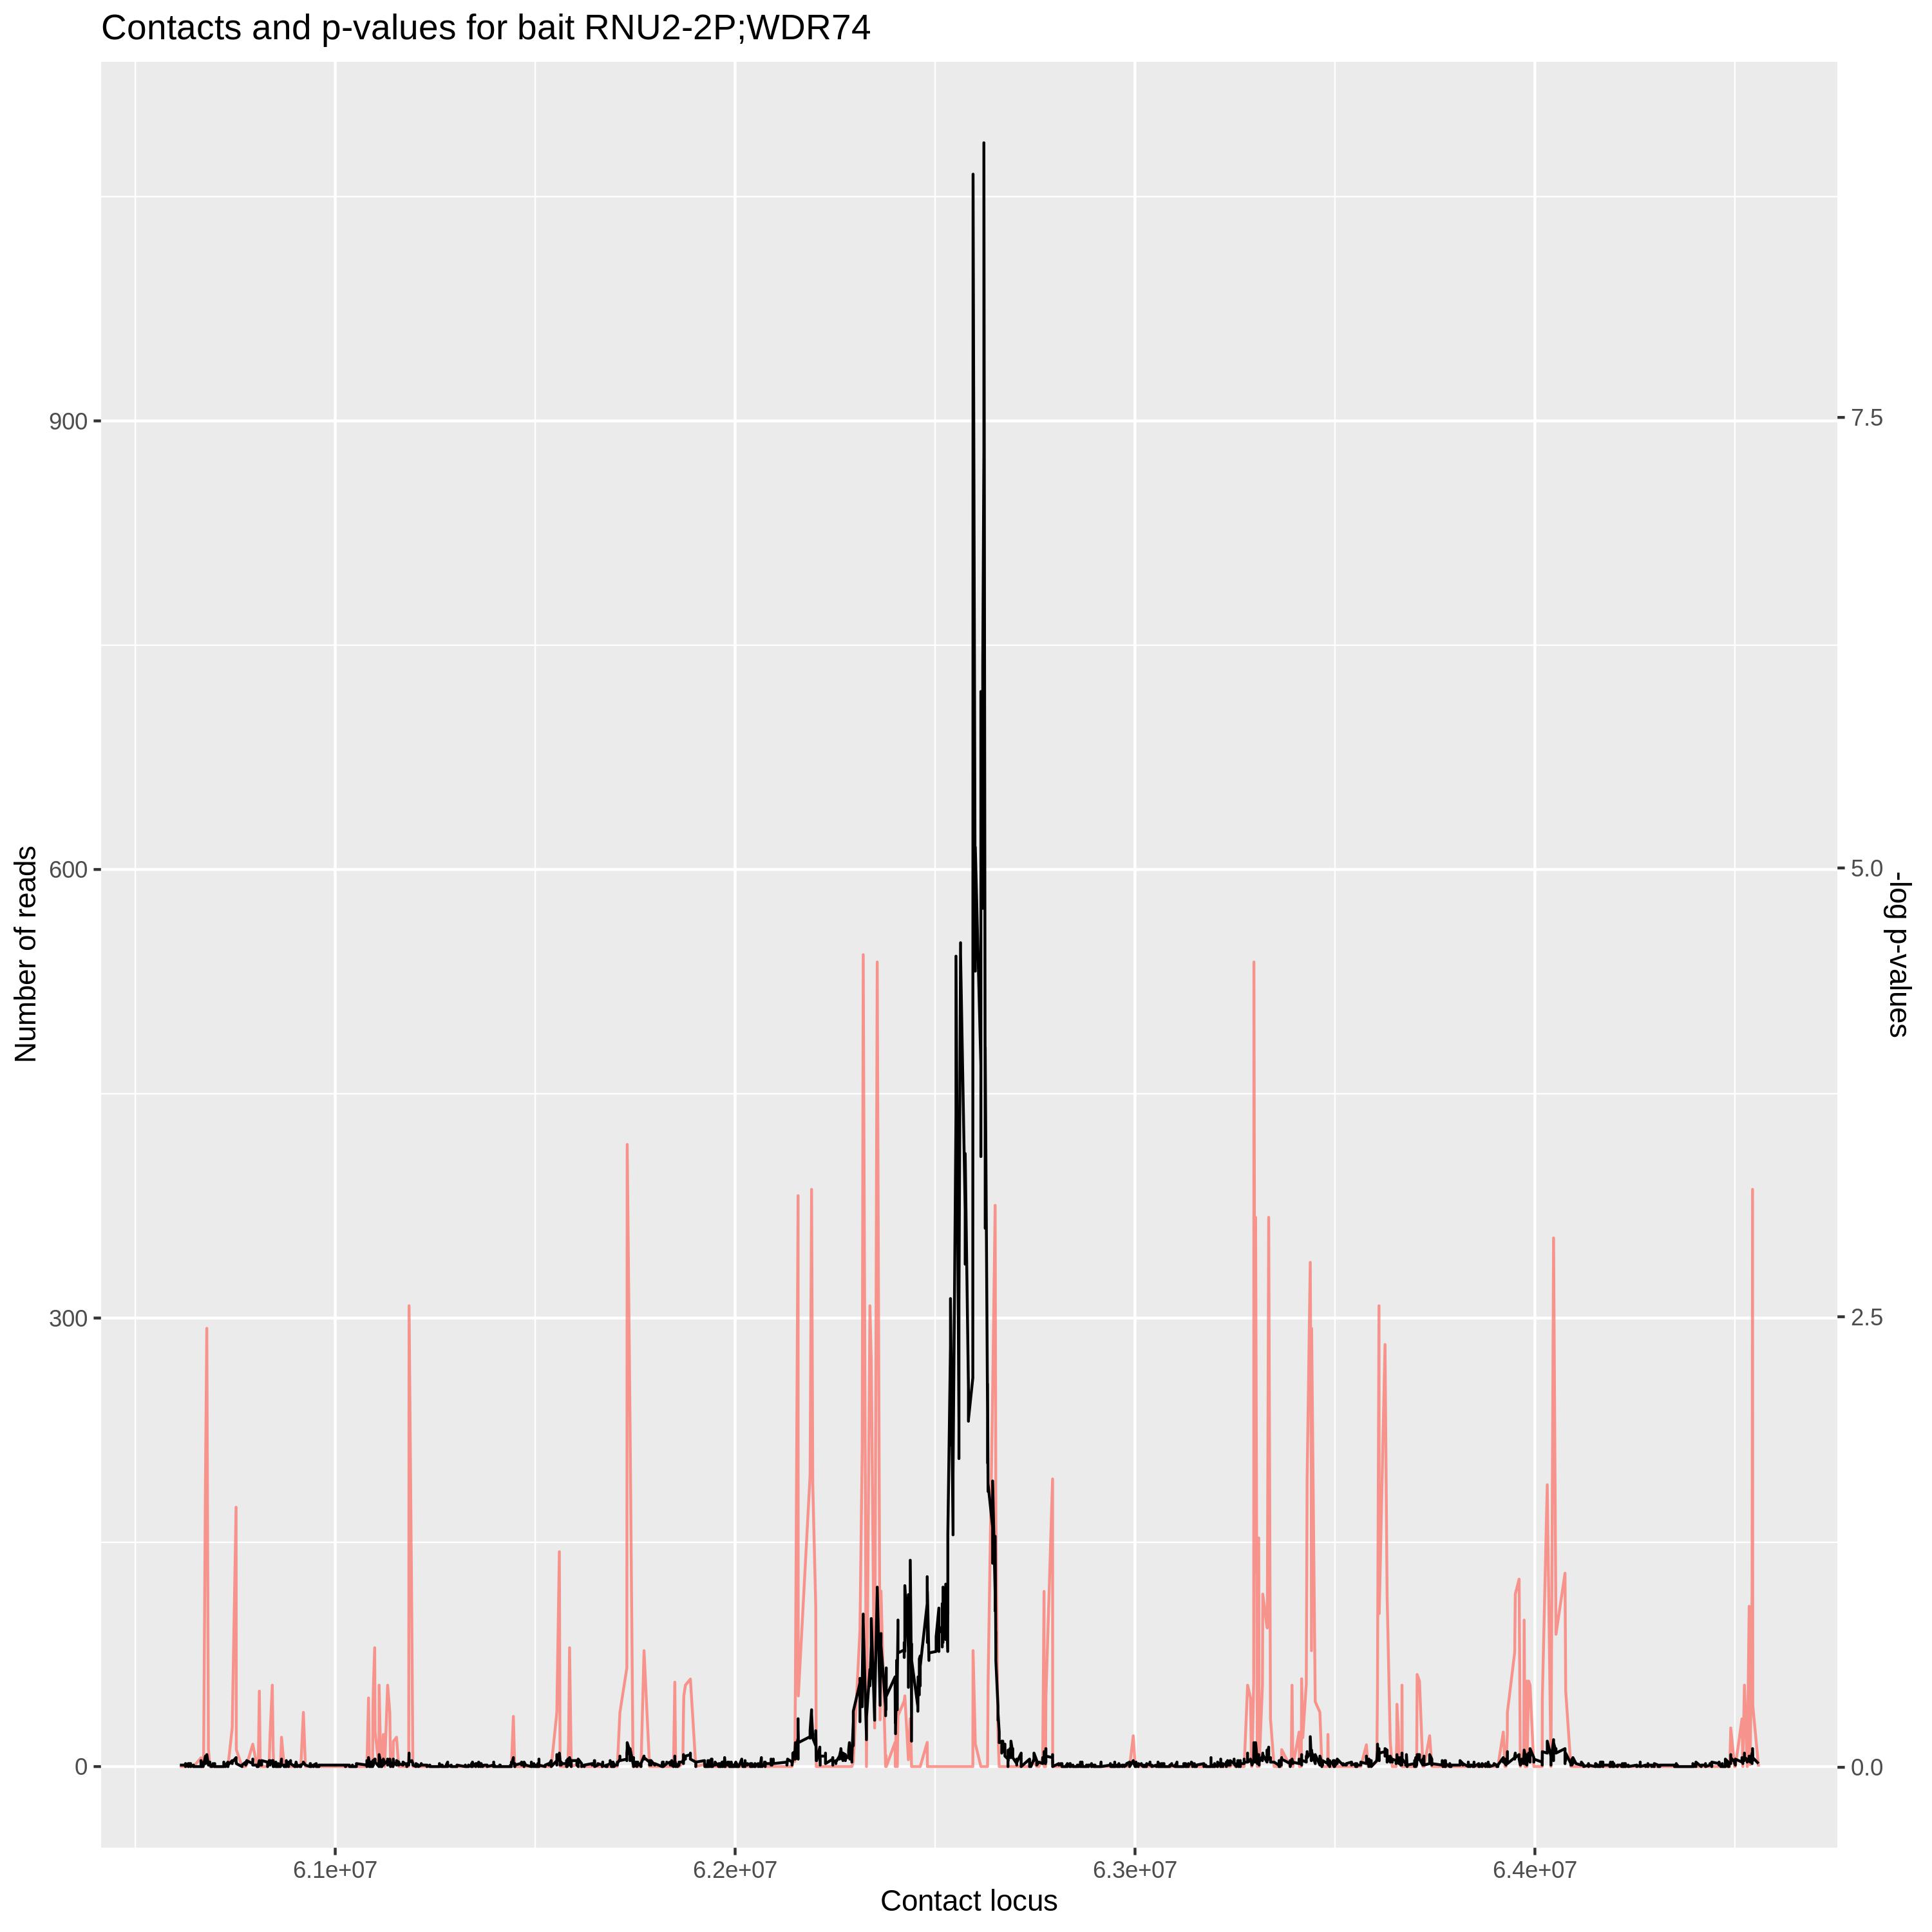 Contacts and p-values for bait RNU2-2P;WDR74
Number of reads
900
600
300
0
7.5
5.0
2.5
0.0
-log p-values
6.1e+07 6.2e+07 6.3e+07 6.4e+07
Contact locus